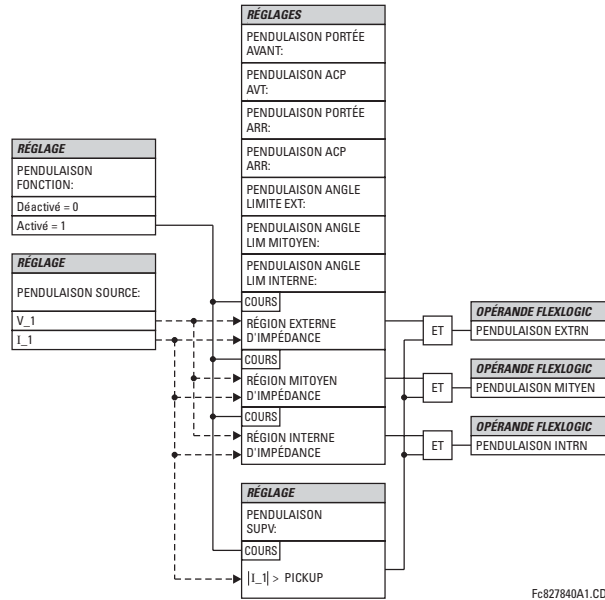 RÉGLAGES
PENDULAISON PORTÉE
AVANT:
PENDULAISON ACP
AVT:
PENDULAISON PORTÉE
ARR:
PENDULAISON ACP
ARR:
PENDULAISON ANGLE
LIMITE EXT:
PENDULAISON ANGLE
LIM MITOYEN:
PENDULAISON ANGLE
LIM INTERNE:
COURS
RÉGION EXTERNE
D'IMPÉDANCE
COURS
RÉGION MITOYEN
D'IMPÉDANCE
COURS
RÉGION INTERNE
D'IMPÉDANCE
RÉGLAGE
PENDULAISON
FONCTION:
Déactivé = 0
Activé = 1
RÉGLAGE
PENDULAISON SOURCE:
V_1
I_1
RÉGLAGE
PENDULAISON
SUPV:
COURS
|I_1| > PICKUP
ET
ET
ET
OPÉRANDE FLEXLOGIC
PENDULAISON EXTRN
OPÉRANDE FLEXLOGIC
PENDULAISON MITYEN
OPÉRANDE FLEXLOGIC
PENDULAISON INTRN
Fc827840A1.CD